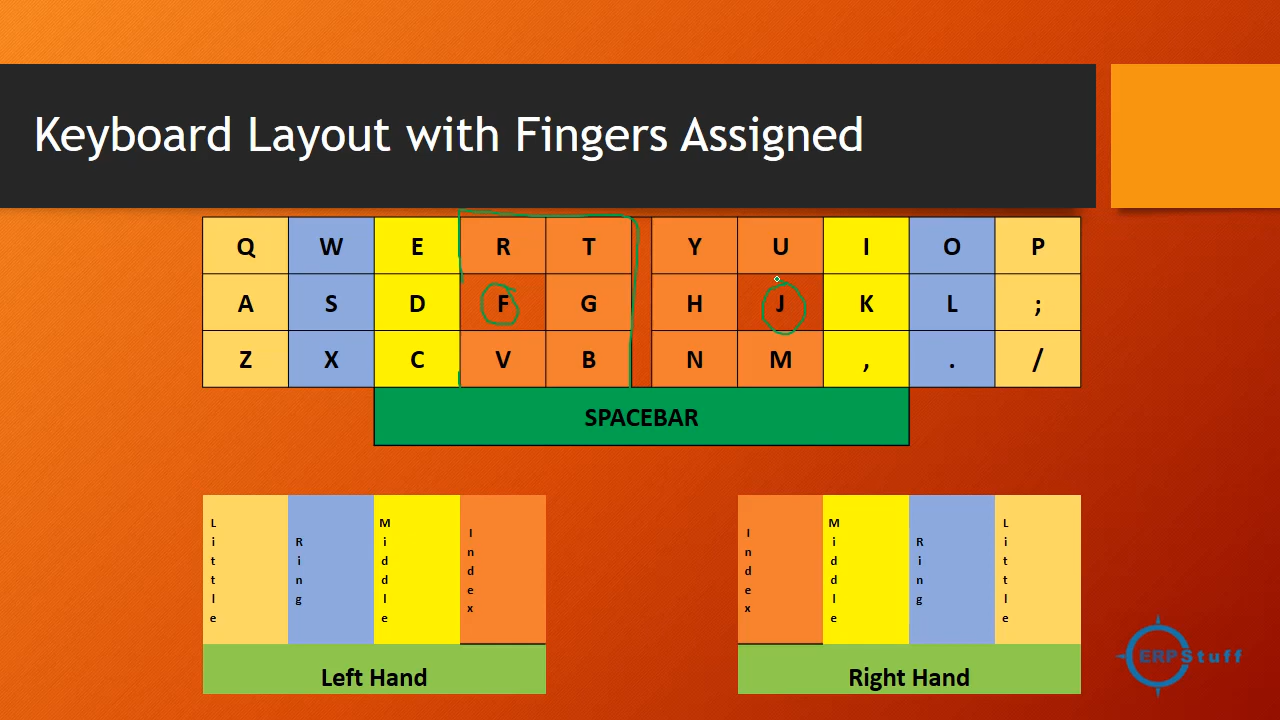 Keyboard Layout with Fingers Assigned
Q W E R T Y U I O P
A S D F G H J K L ;
Z X C V B N M , . /
SPACEBAR
Little Ring Middle Index Index Middle Ring Little
Left Hand Right Hand
ERPStuff